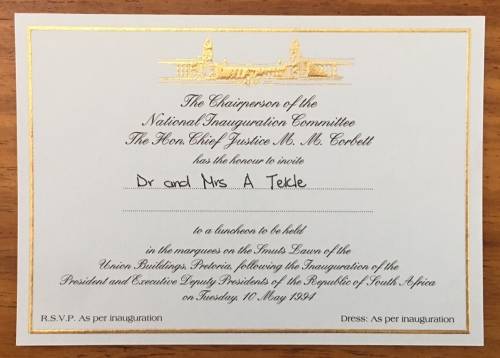 The Chairperson of the
National Inauguration Committee
The Hon. Chief Justice M. M. Corbett
has the honour to invite
Dr and Mrs A Tekle
to a luncheon to be held
in the marquees on the Smuts Lawn of the
Union Buildings, Pretoria, following the Inauguration of the
President and Executive Deputy Presidents of the Republic of South Africa
on Tuesday, 10 May 1994
R.S.V.P. As per inauguration
Dress: As per inauguration